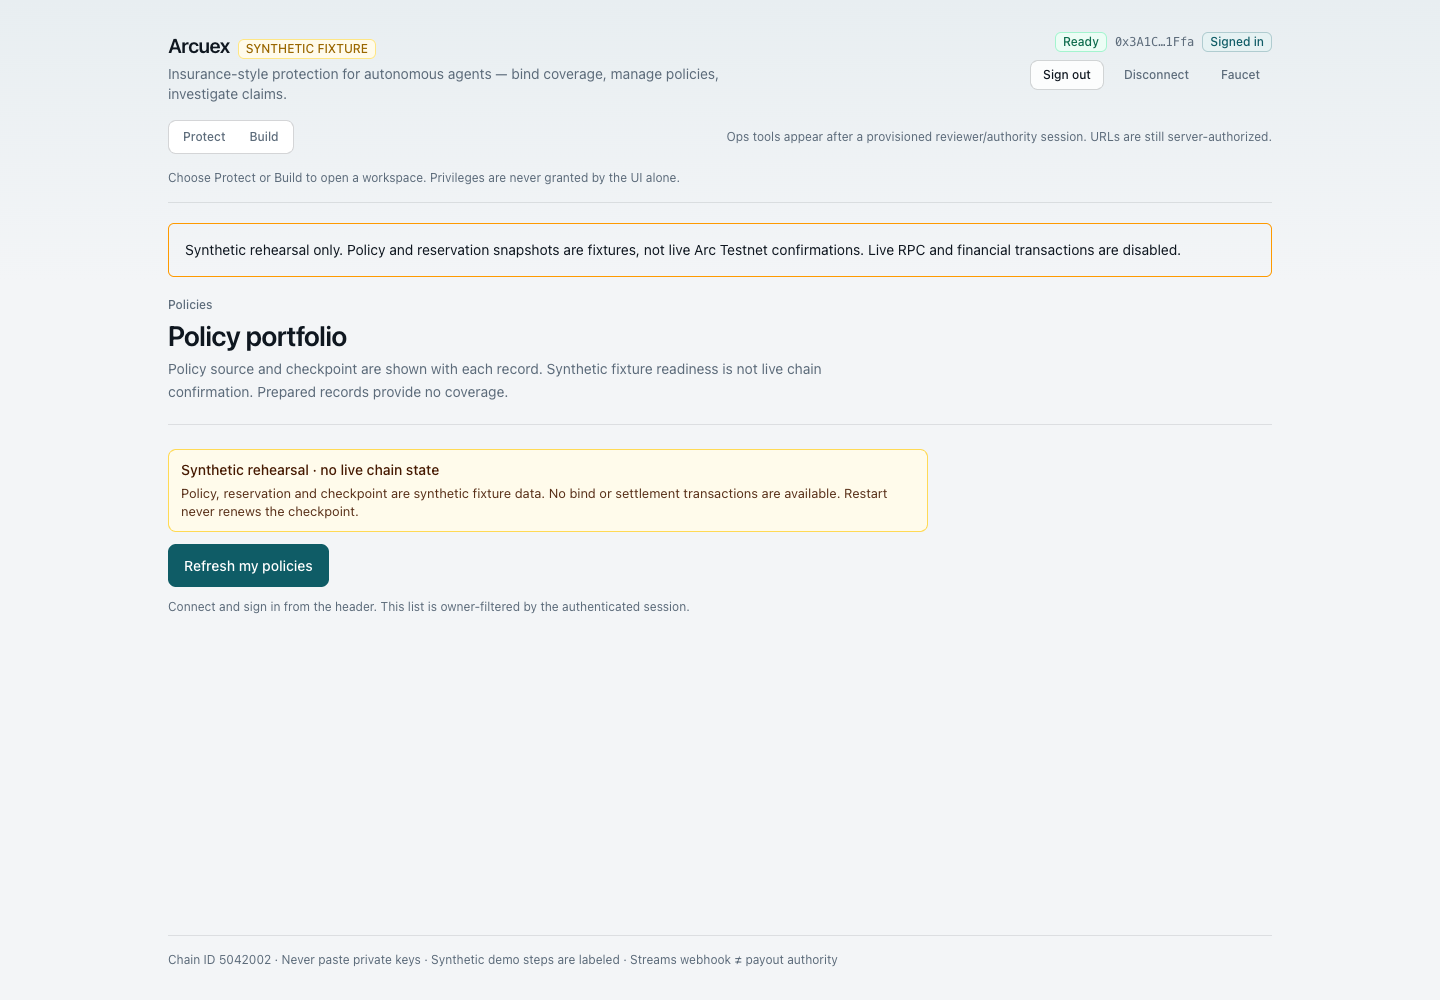 Arcuex SYNTHETIC FIXTURE
Insurance-style protection for autonomous agents — bind coverage, manage policies,
investigate claims.
Ready 0x3A1C…1Ffa Signed in
Sign out Disconnect Faucet
Protect Build
Ops tools appear after a provisioned reviewer/authority session. URLs are still server-authorized.
Choose Protect or Build to open a workspace. Privileges are never granted by the UI alone.
Synthetic rehearsal only. Policy and reservation snapshots are fixtures, not live Arc Testnet confirmations. Live RPC and financial transactions are disabled.
Policies
Policy portfolio
Policy source and checkpoint are shown with each record. Synthetic fixture readiness is not live chain
confirmation. Prepared records provide no coverage.
Synthetic rehearsal · no live chain state
Policy, reservation and checkpoint are synthetic fixture data. No bind or settlement transactions are available. Restart
never renews the checkpoint.
Refresh my policies
Connect and sign in from the header. This list is owner-filtered by the authenticated session.
Chain ID 5042002 · Never paste private keys · Synthetic demo steps are labeled · Streams webhook ≠ payout authority